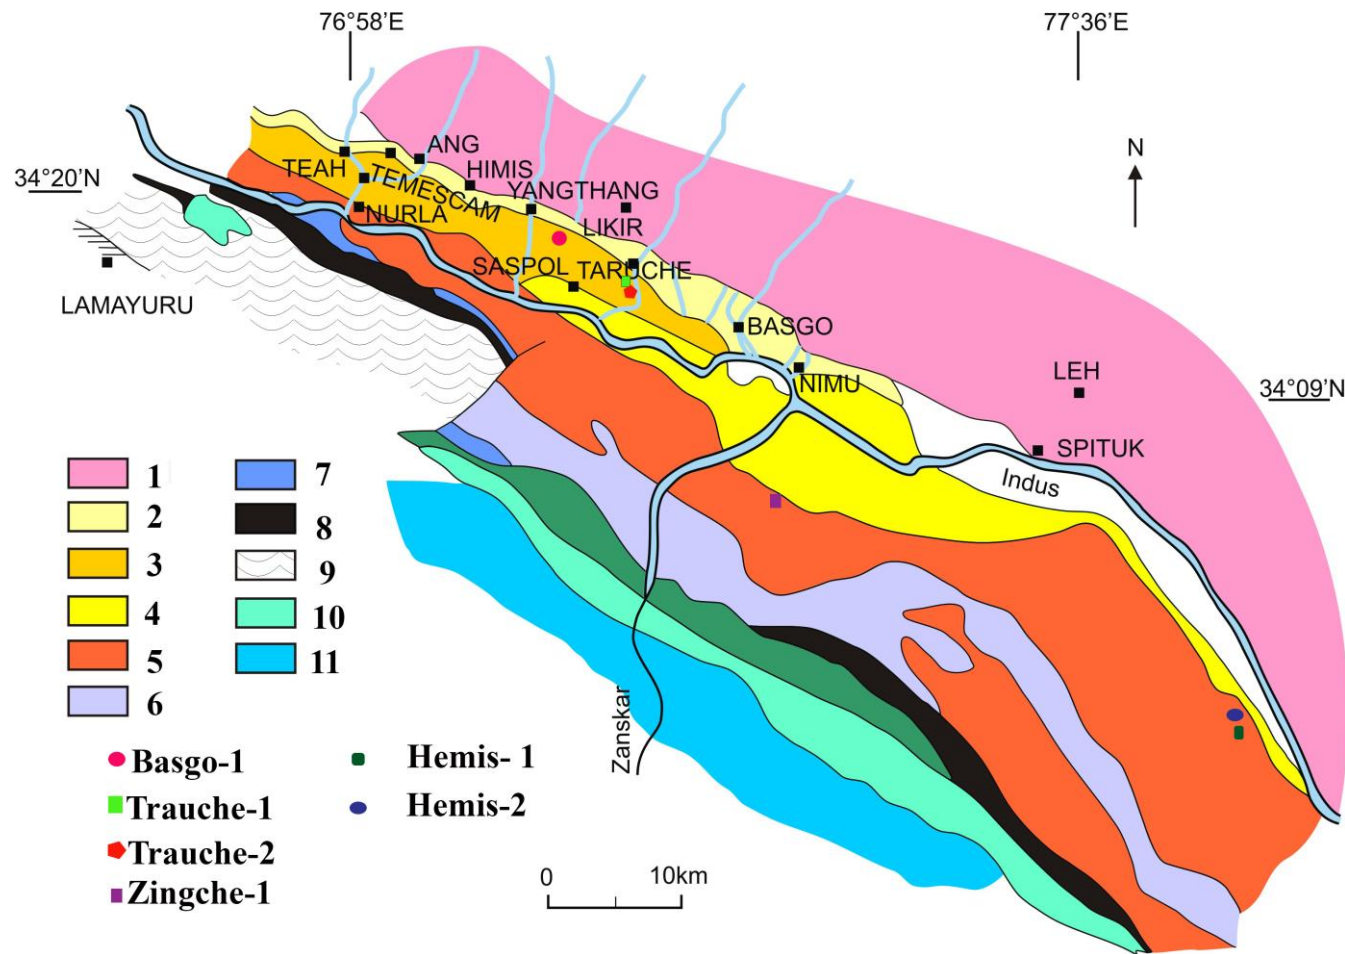 76°58'E
77°36'E
N
34°20'N
34°09'N
ANG
TEAH
HIMIS
TEMESCAM
YANGTHANG
NURLA
LIKIR
SASPOL
TARUCHE
LAMAYURU
BASGO
NIMU
LEH
SPITUK
Indus
Zanskar
1
2
3
4
5
6
7
8
9
10
11
Basgo-1
Trauche-1
Trauche-2
Zingche-1
Hemis- 1
Hemis-2
0
10km